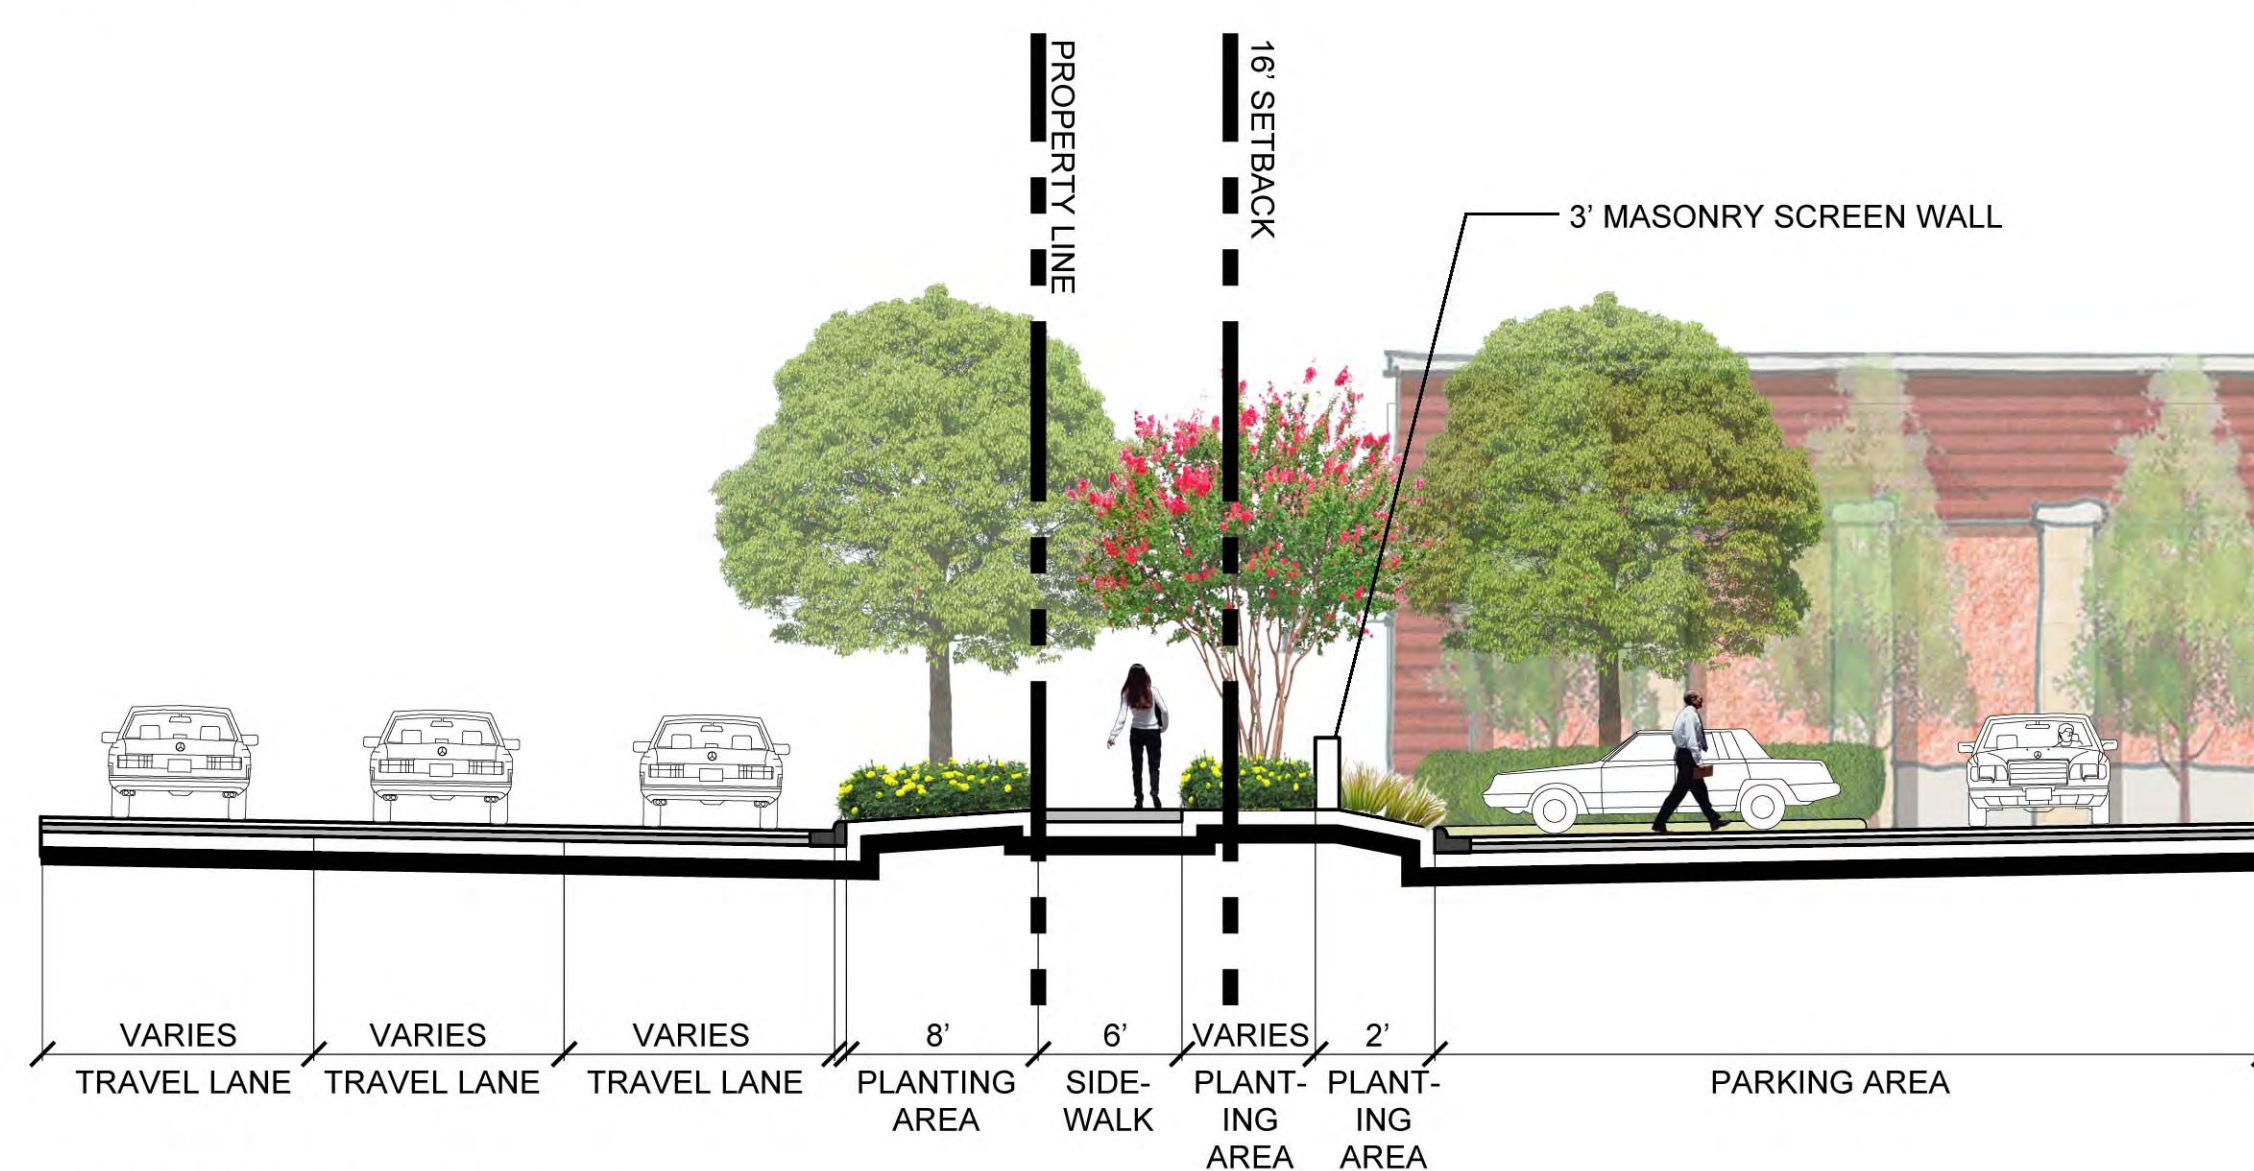 PROPERTY LINE
16’ SETBACK
3’ MASONRY SCREEN WALL
VARIES
TRAVEL LANE
VARIES
TRAVEL LANE
VARIES
TRAVEL LANE
8’
PLANTING
AREA
6’
SIDE-
WALK
VARIES
PLANT-
ING
AREA
2’
PLANT-
ING
AREA
PARKING AREA